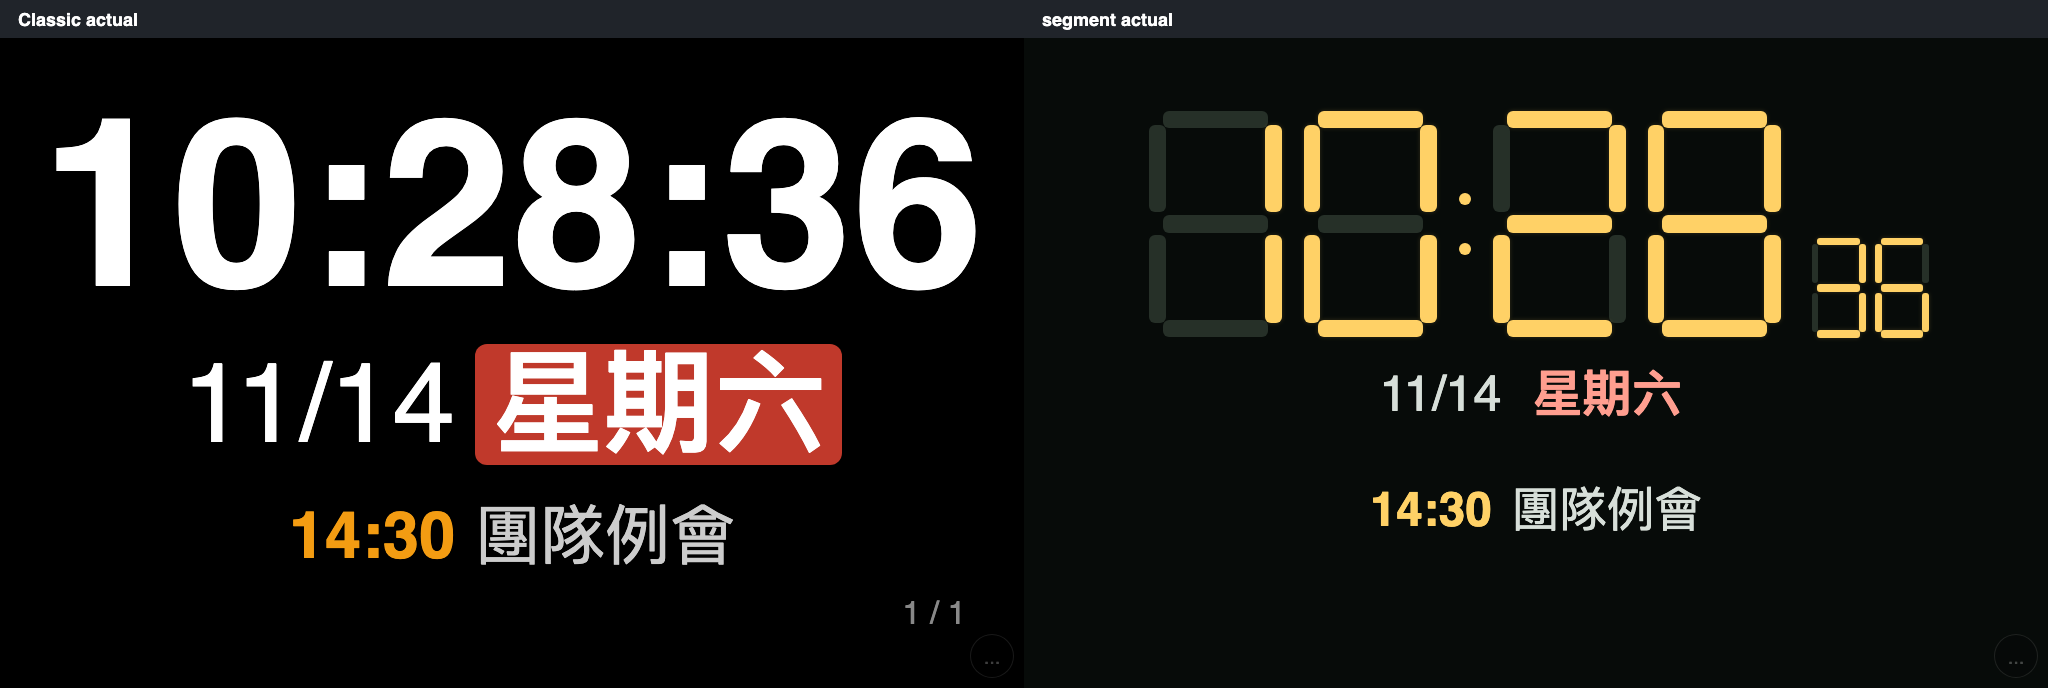 Classic actual
10:28:36
11/14 星期六
14:30 團隊例會
1 / 1
...
segment actual
10:28 36
11/14 星期六
14:30 團隊例會
...